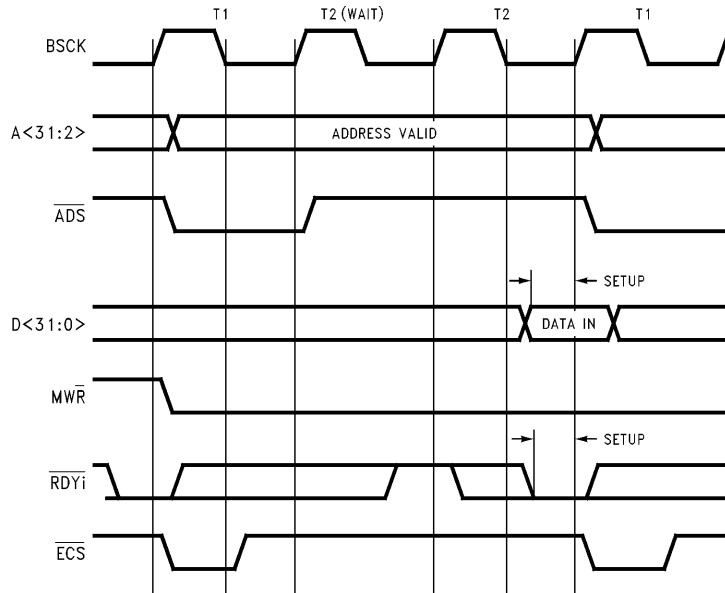 T1 T2 (WAIT) T2 T1
BSCK
A<31:2> ADDRESS VALID
ADS
SETUP
D<31:0> DATA IN
MWR
SETUP
RDYi
ECS